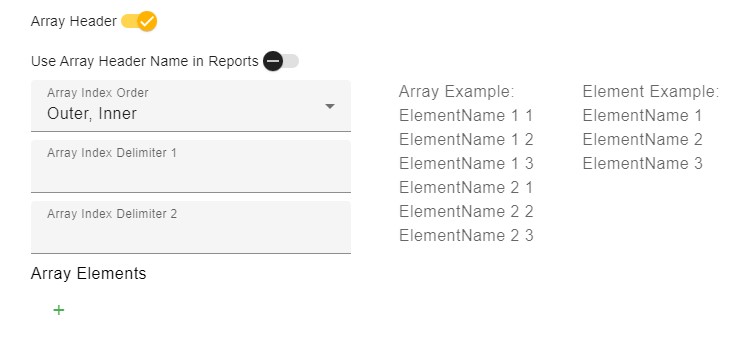 Array Header
Use Array Header Name in Reports
Array Index Order
Outer, Inner
Array Index Delimiter 1
Array Index Delimiter 2
Array Elements
Array Example:
ElementName 1 1
ElementName 1 2
ElementName 1 3
ElementName 2 1
ElementName 2 2
ElementName 2 3
Element Example:
ElementName 1
ElementName 2
ElementName 3